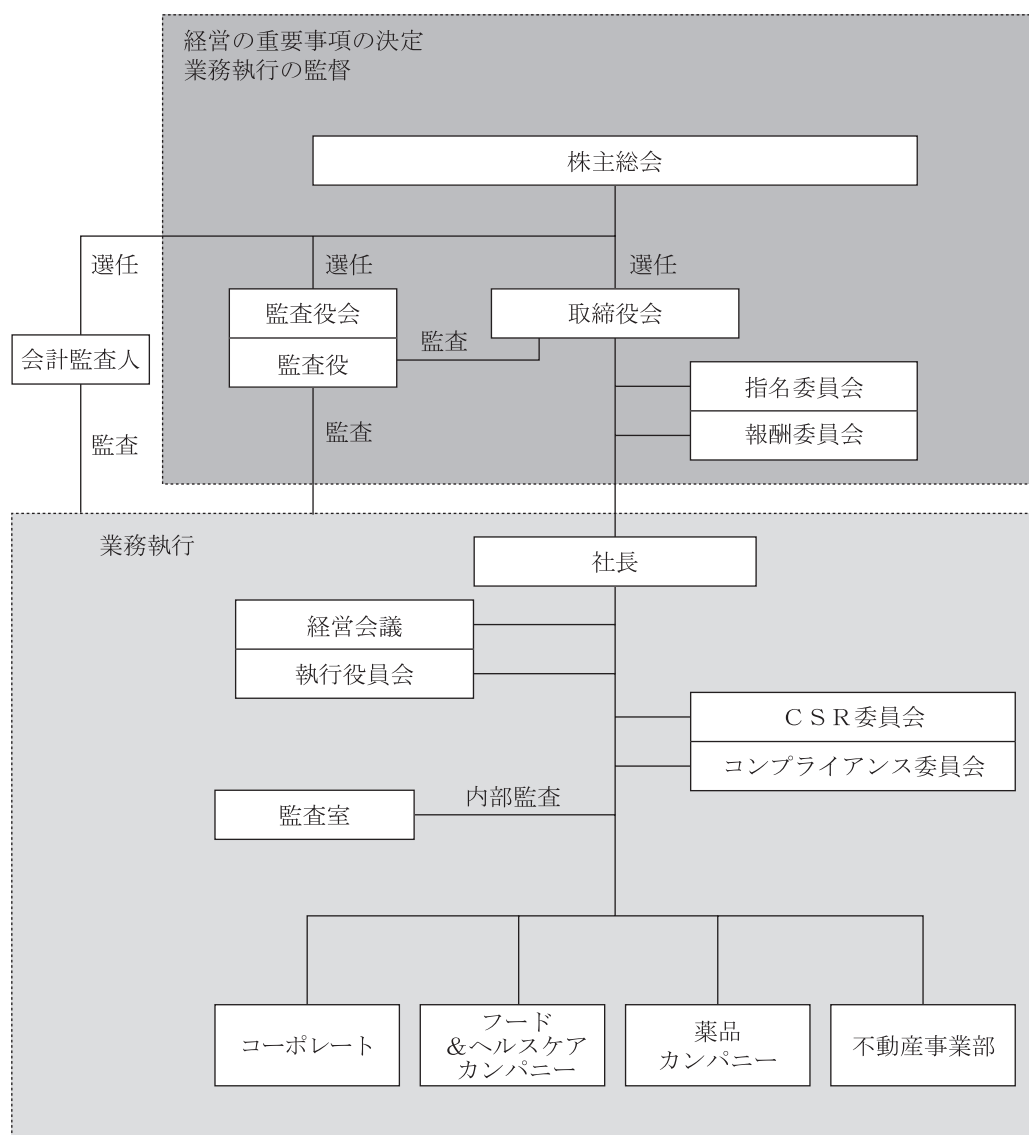 経営の重要事項の決定
業務執行の監督
株主総会
選任
選任
選任
監査役会
取締役会
会計監査人
監査役
監査
指名委員会
報酬委員会
監査
監査
業務執行
社長
経営会議
執行役員会
ＣＳＲ委員会
コンプライアンス委員会
内部監査
監査室
コーポレート
フード
＆ヘルスケア
カンパニー
薬品
カンパニー
不動産事業部